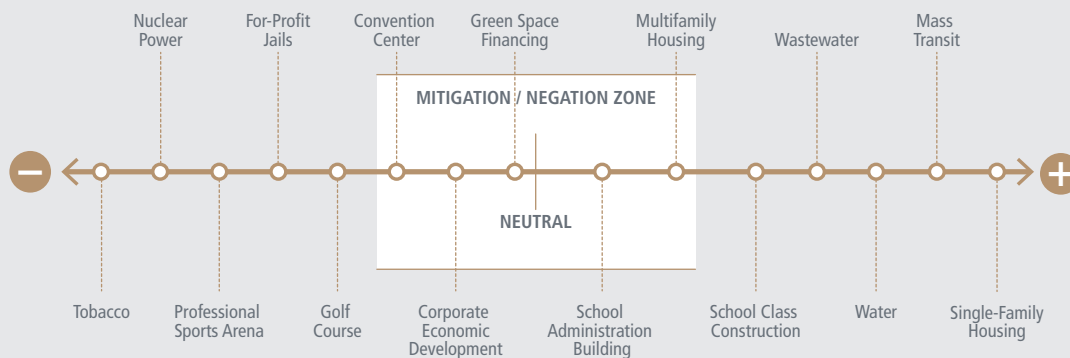 Nuclear
Power
For-Profit
Jails
Convention
Center
Green Space
Financing
Multifamily
Housing
Wastewater
Mass
Transit
MITIGATION / NEGATION ZONE
−
+
NEUTRAL
Tobacco
Professional
Sports Arena
Golf
Course
Corporate
Economic
Development
School
Administration
Building
School Class
Construction
Water
Single-Family
Housing